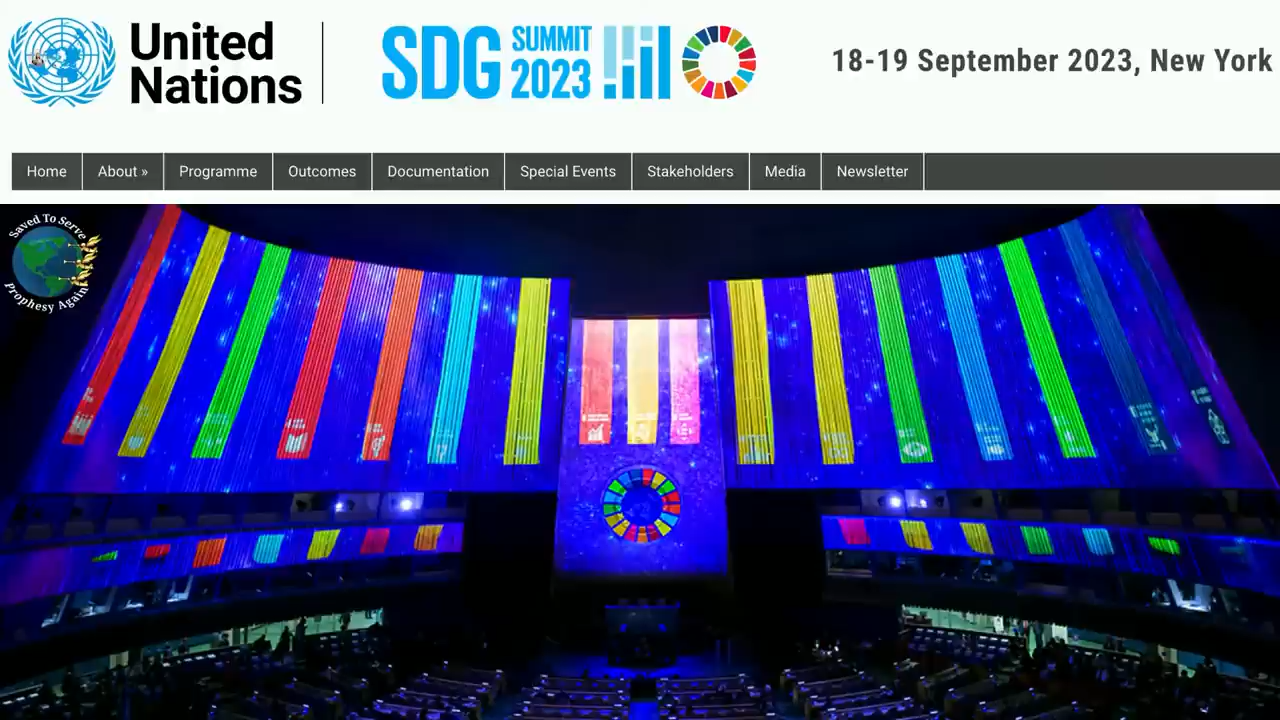 United
Nations
SDG
SUMMIT
2023
18-19 September 2023, New York
Home
About »
Programme
Outcomes
Documentation
Special Events
Stakeholders
Media
Newsletter
Saved To Serve
Prophesy Again